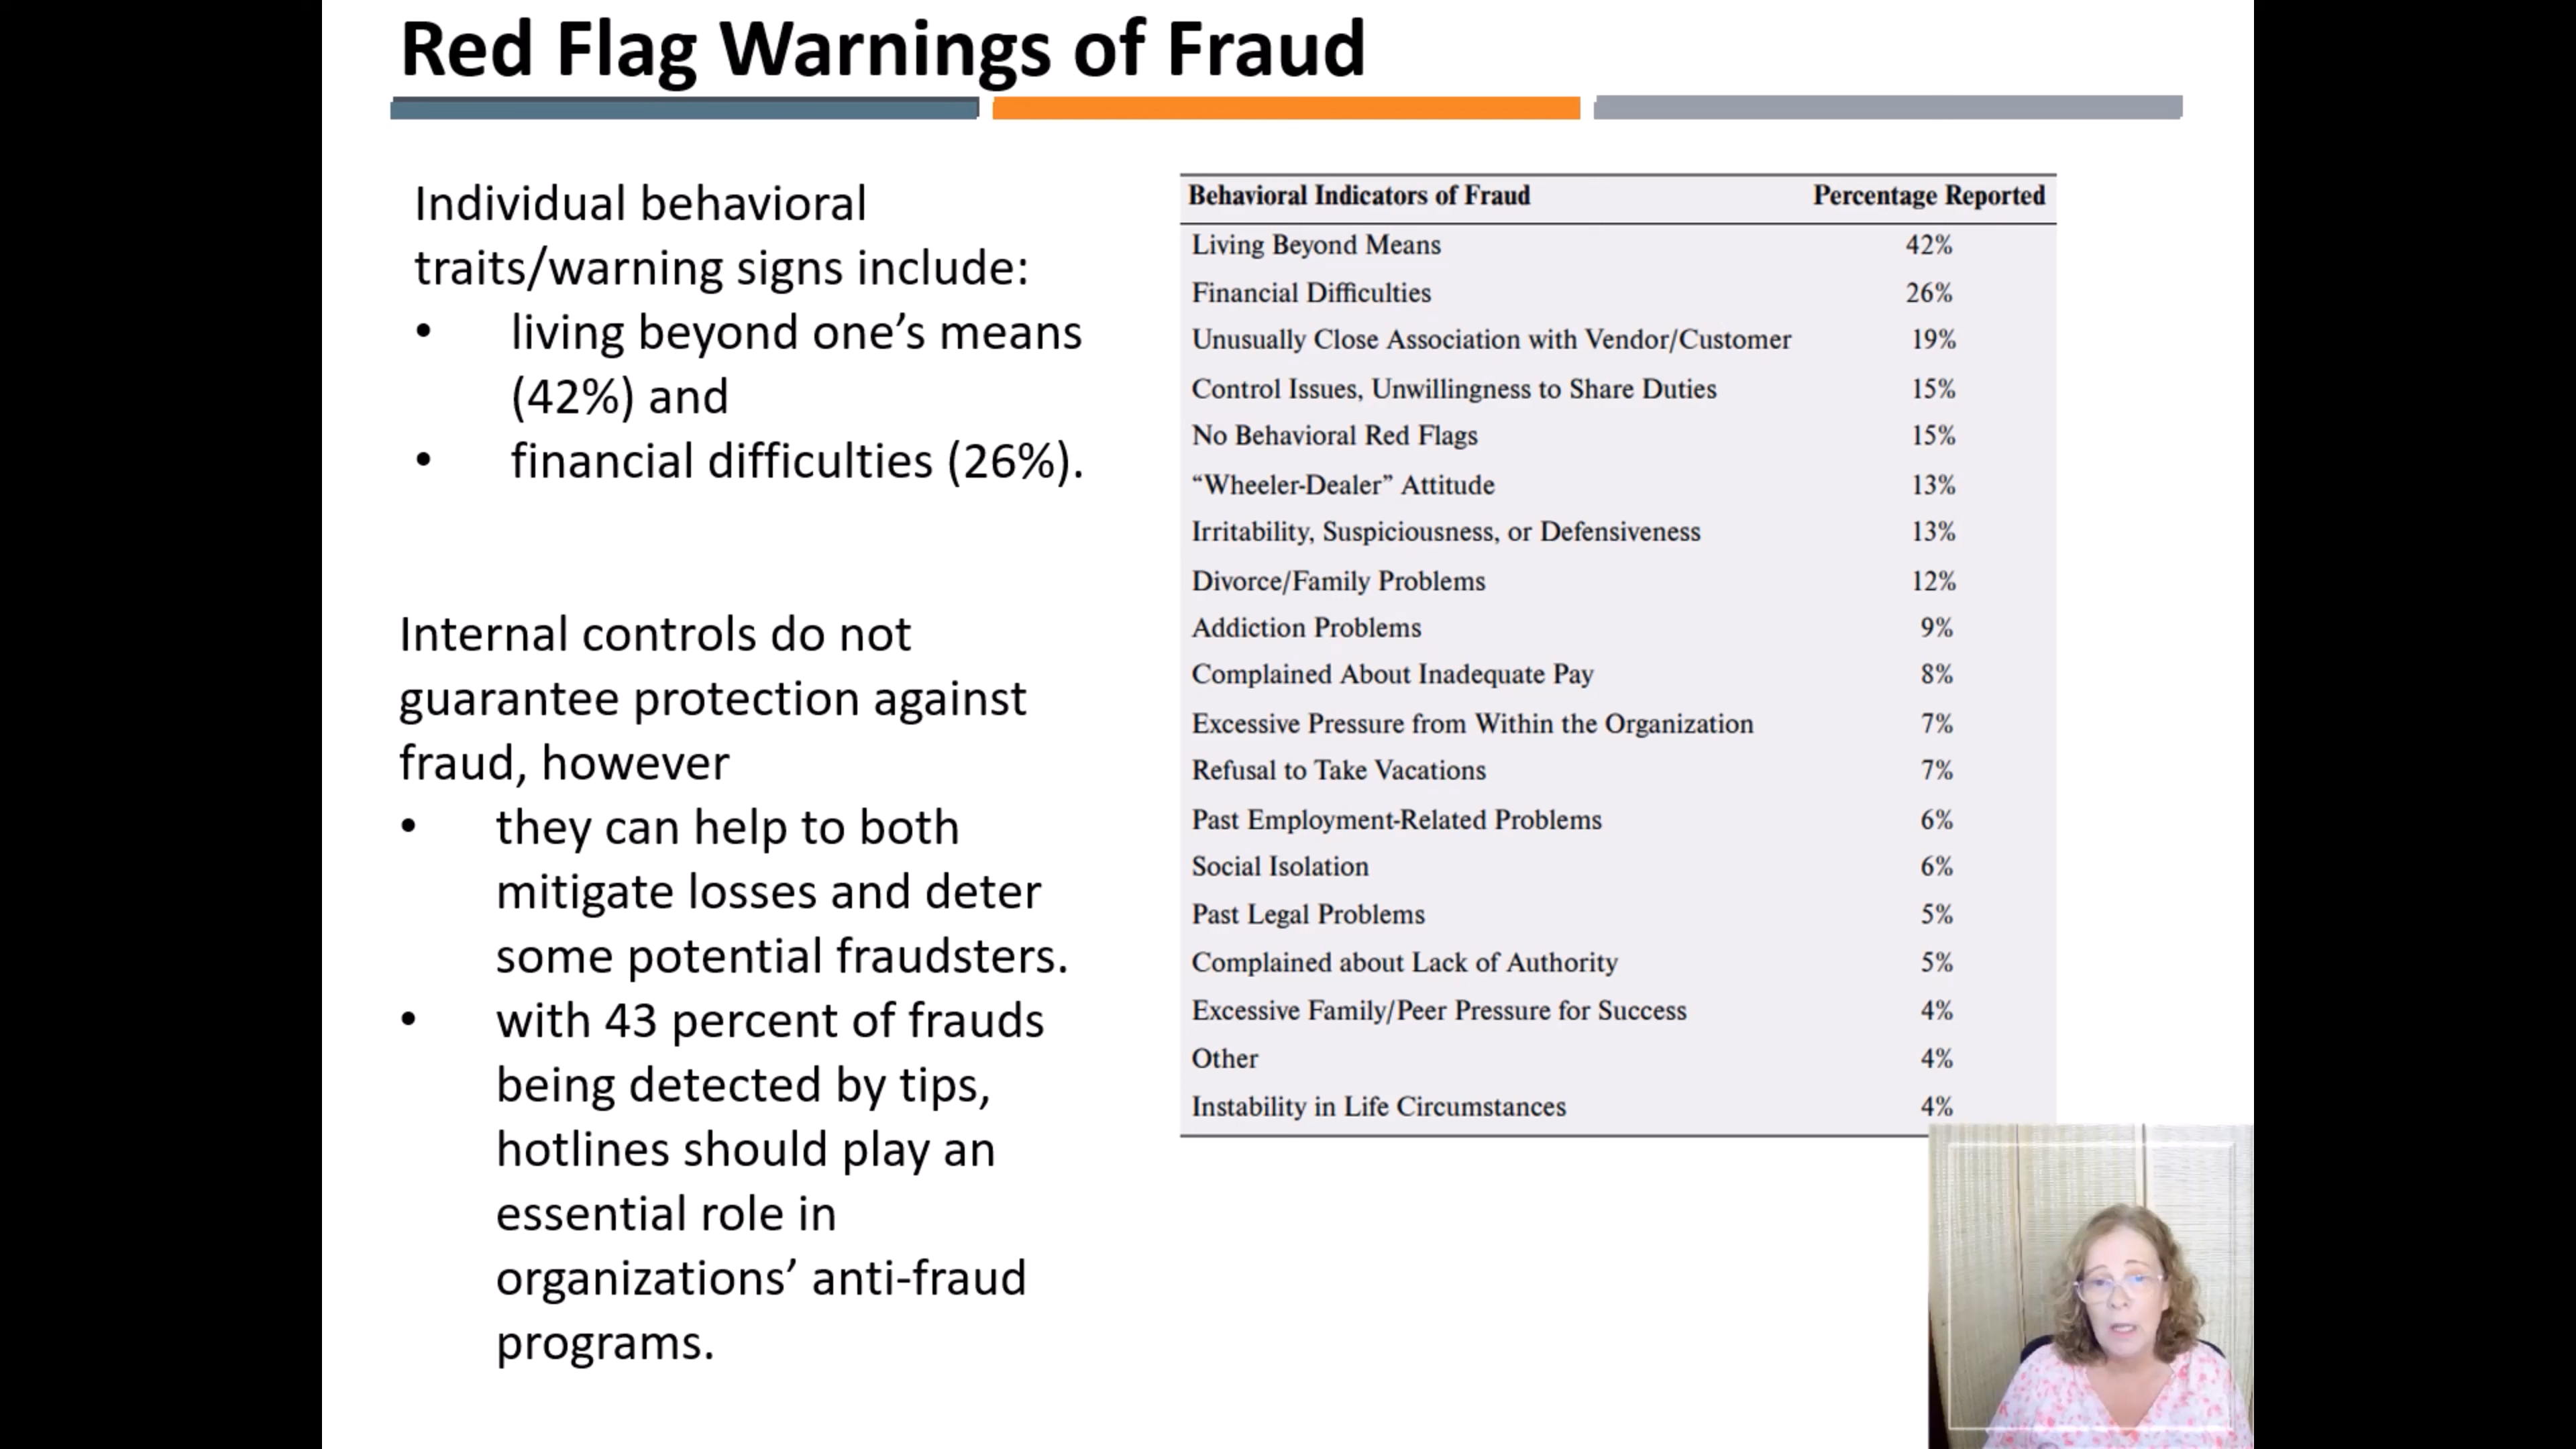 Red Flag Warnings of Fraud
Individual behavioral
traits/warning signs include:
• living beyond one’s means
(42%) and
• financial difficulties (26%).
Internal controls do not
guarantee protection against
fraud, however
• they can help to both
mitigate losses and deter
some potential fraudsters.
• with 43 percent of frauds
being detected by tips,
hotlines should play an
essential role in
organizations’ anti-fraud
programs.
Behavioral Indicators of Fraud Percentage Reported
Living Beyond Means 42%
Financial Difficulties 26%
Unusually Close Association with Vendor/Customer 19%
Control Issues, Unwillingness to Share Duties 15%
No Behavioral Red Flags 15%
“Wheeler-Dealer” Attitude 13%
Irritability, Suspiciousness, or Defensiveness 13%
Divorce/Family Problems 12%
Addiction Problems 9%
Complained About Inadequate Pay 8%
Excessive Pressure from Within the Organization 7%
Refusal to Take Vacations 7%
Past Employment-Related Problems 6%
Social Isolation 6%
Past Legal Problems 5%
Complained about Lack of Authority 5%
Excessive Family/Peer Pressure for Success 4%
Other 4%
Instability in Life Circumstances 4%